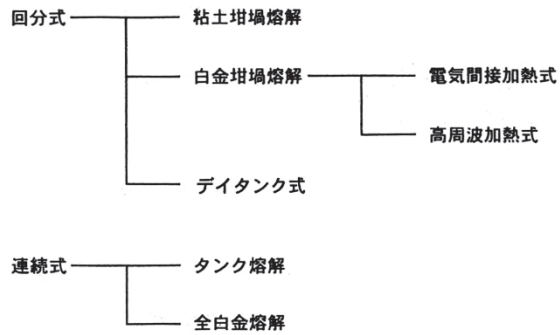 回分式
粘土坩堝熔解
白金坩堝熔解
電気間接加熱式
高周波加熱式
デイタンク式
連続式
タンク熔解
全白金熔解